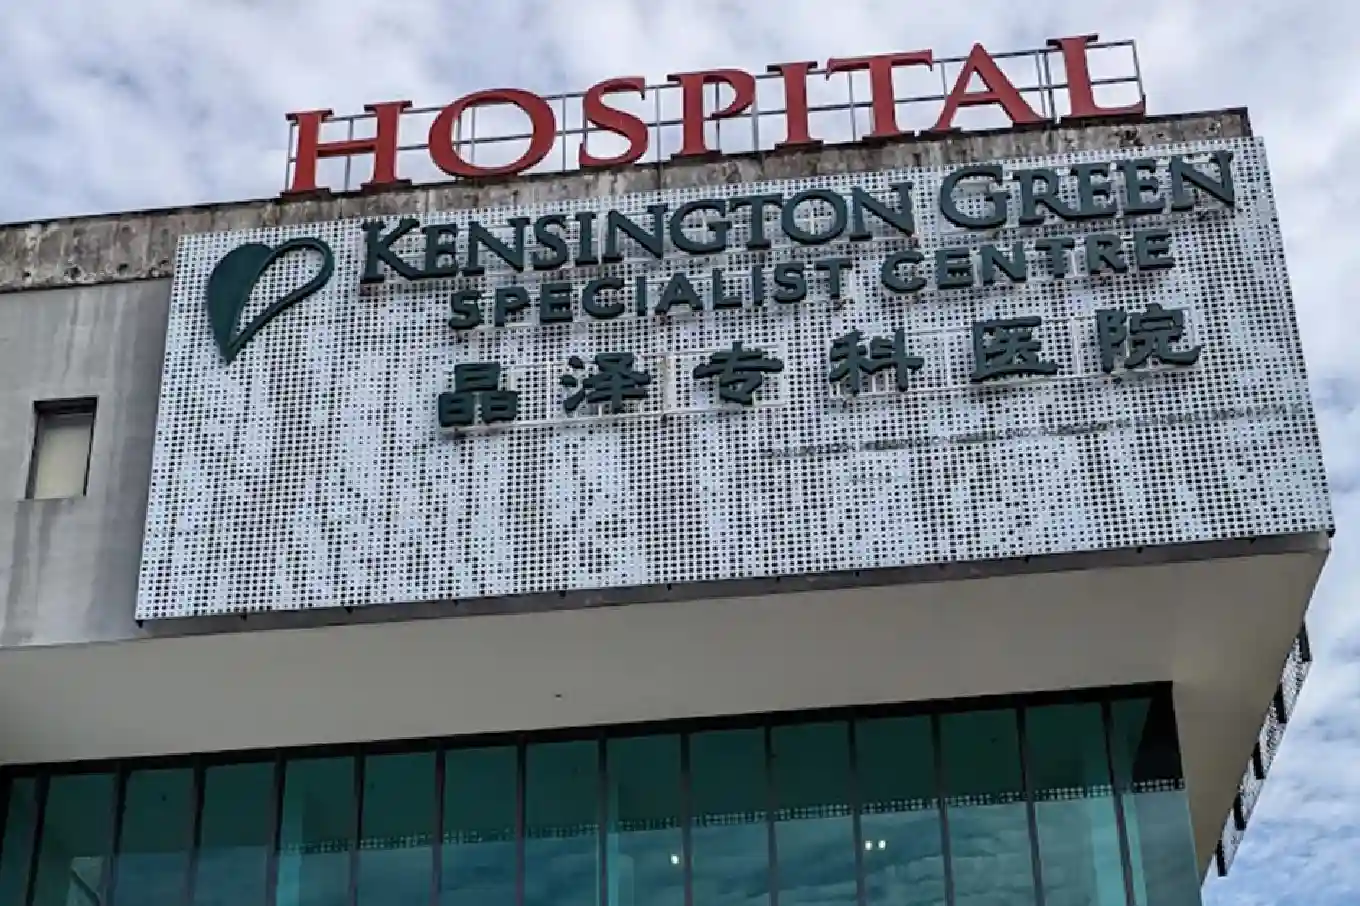 HOSPITAL
KENSINGTON GREEN
SPECIALIST CENTRE
晶泽专科医院